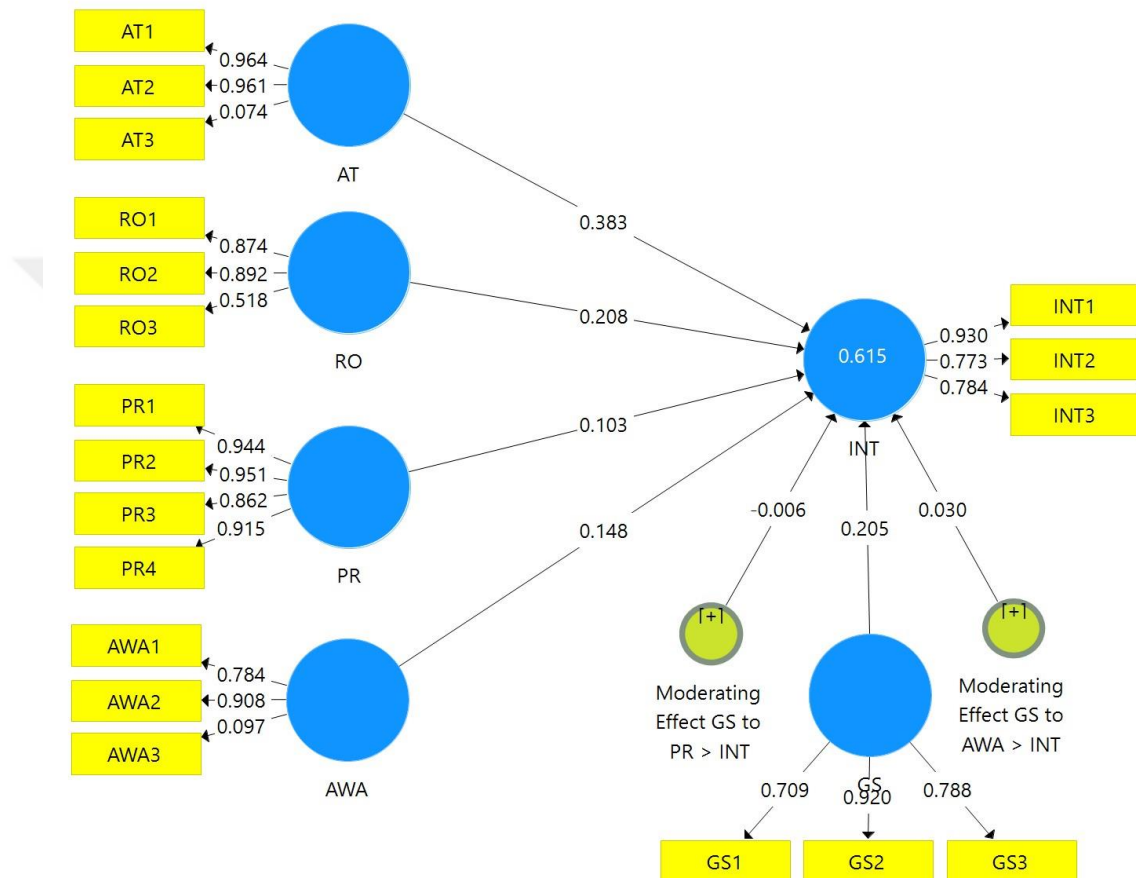 AT1
0.964
AT2
0.961
AT3
0.074
AT
0.383
RO1
0.874
RO2
0.892
RO3
0.518
RO
0.208
PR1
0.944
PR2
0.951
PR3
0.862
PR4
0.915
PR
0.103
AWA1
0.784
AWA2
0.908
AWA3
0.097
AWA
0.148
0.615
INT
0.930
INT1
0.773
INT2
0.784
INT3
-0.006
0.205
0.030
[+]
Moderating
Effect GS to
PR > INT
[+]
Moderating
Effect GS to
AWA > INT
GS
0.709
0.920
0.788
GS1
GS2
GS3